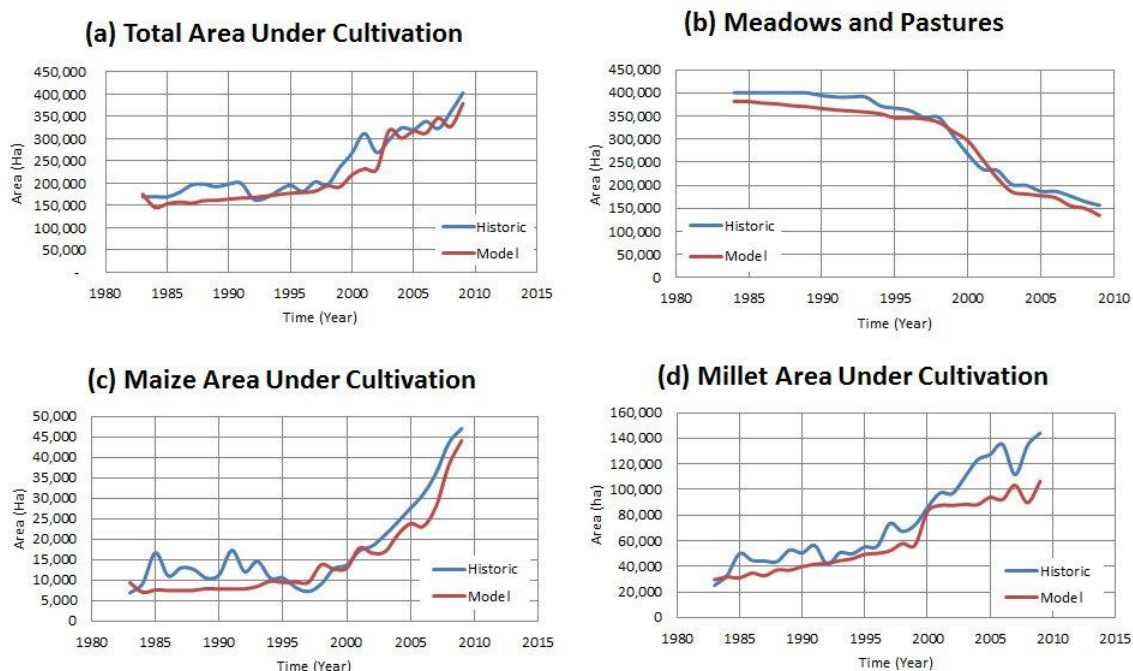 (a) Total Area Under Cultivation
450,000
400,000
350,000
300,000
250,000
200,000
150,000
100,000
50,000
-
Area (Ha)
Historic
Model
1980 1985 1990 1995 2000 2005 2010 2015
Time (Year)
(b) Meadows and Pastures
450,000
400,000
350,000
300,000
250,000
200,000
150,000
100,000
50,000
0
Area (Ha)
Historic
Model
1980 1985 1990 1995 2000 2005 2010
Time (Year)
(c) Maize Area Under Cultivation
50,000
45,000
40,000
35,000
30,000
25,000
20,000
15,000
10,000
5,000
0
Area (Ha)
Historic
Model
1980 1985 1990 1995 2000 2005 2010 2015
Time (Year)
(d) Millet Area Under Cultivation
160,000
140,000
120,000
100,000
80,000
60,000
40,000
20,000
0
Area (Ha)
Historic
Model
1980 1985 1990 1995 2000 2005 2010 2015
Time (Year)